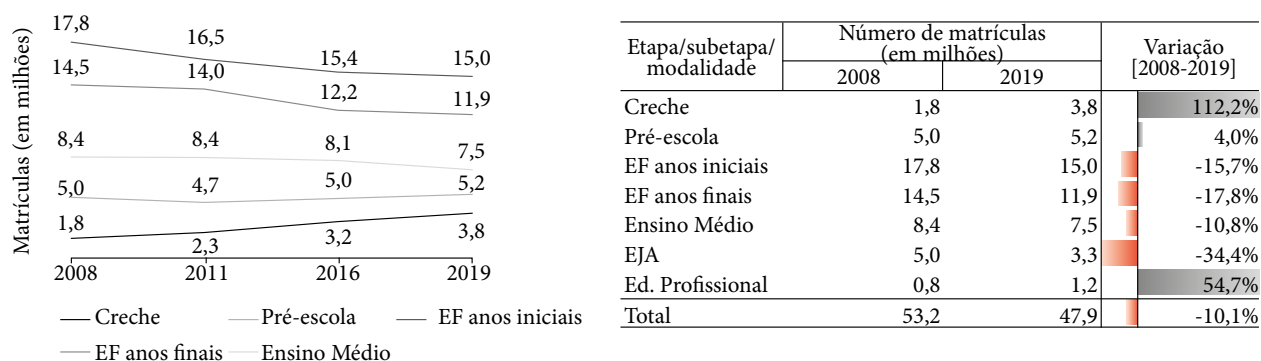 Matrículas (em milhões)
17,8 16,5 15,4 15,0
14,5 14,0 12,2 11,9
8,4 8,4 8,1 7,5
5,0 4,7 5,0 5,2
1,8 2,3 3,2 3,8
2008 2011 2016 2019
Creche Pré-escola EF anos iniciais
EF anos finais Ensino Médio
Etapa/subetapa/
modalidade
Número de matrículas
(em milhões)
2008 2019
Variação
[2008-2019]
Creche 1,8 3,8 112,2%
Pré-escola 5,0 5,2 4,0%
EF anos iniciais 17,8 15,0 -15,7%
EF anos finais 14,5 11,9 -17,8%
Ensino Médio 8,4 7,5 -10,8%
EJA 5,0 3,3 -34,4%
Ed. Profissional 0,8 1,2 54,7%
Total 53,2 47,9 -10,1%